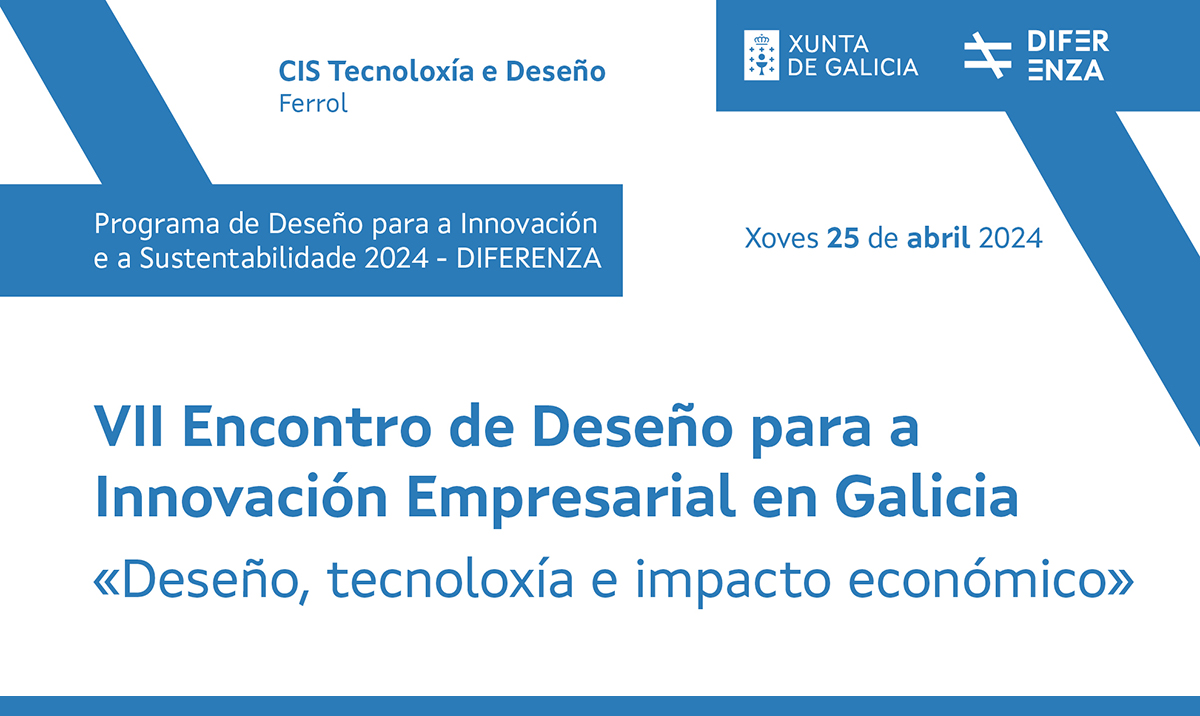 CIS Tecnoloxía e Deseño
Ferrol
XUNTA
DE GALICIA
DIFER
ENZA
Programa de Deseño para a Innovación
e a Sustentabilidade 2024 - DIFERENZA
Xoves 25 de abril 2024
VII Encontro de Deseño para a
Innovación Empresarial en Galicia
«Deseño, tecnoloxía e impacto económico»